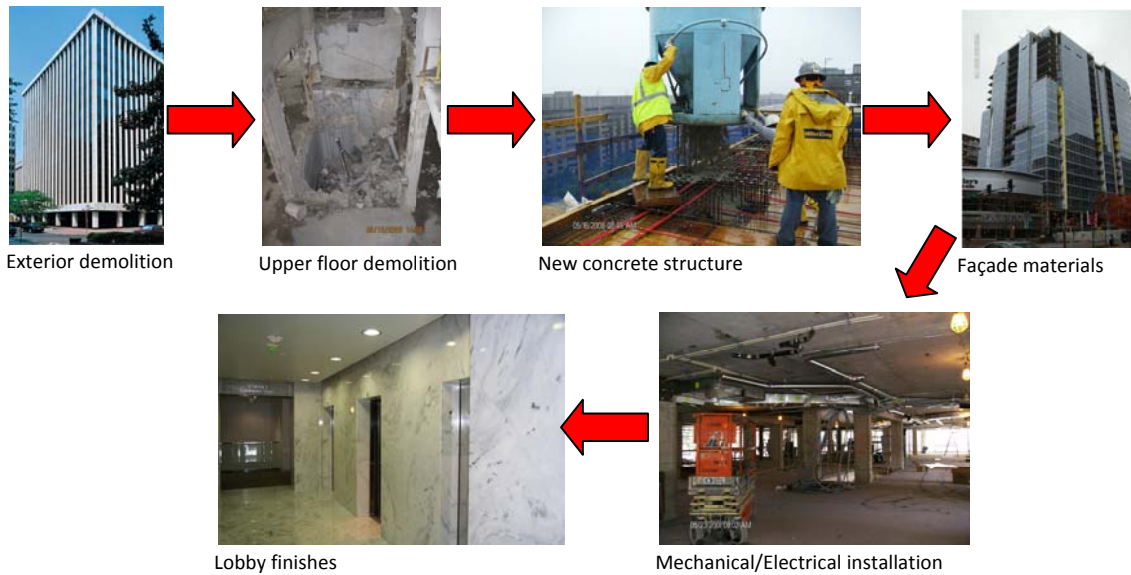 Exterior demolition
Upper floor demolition
New concrete structure
Façade materials
Lobby finishes
Mechanical/Electrical installation